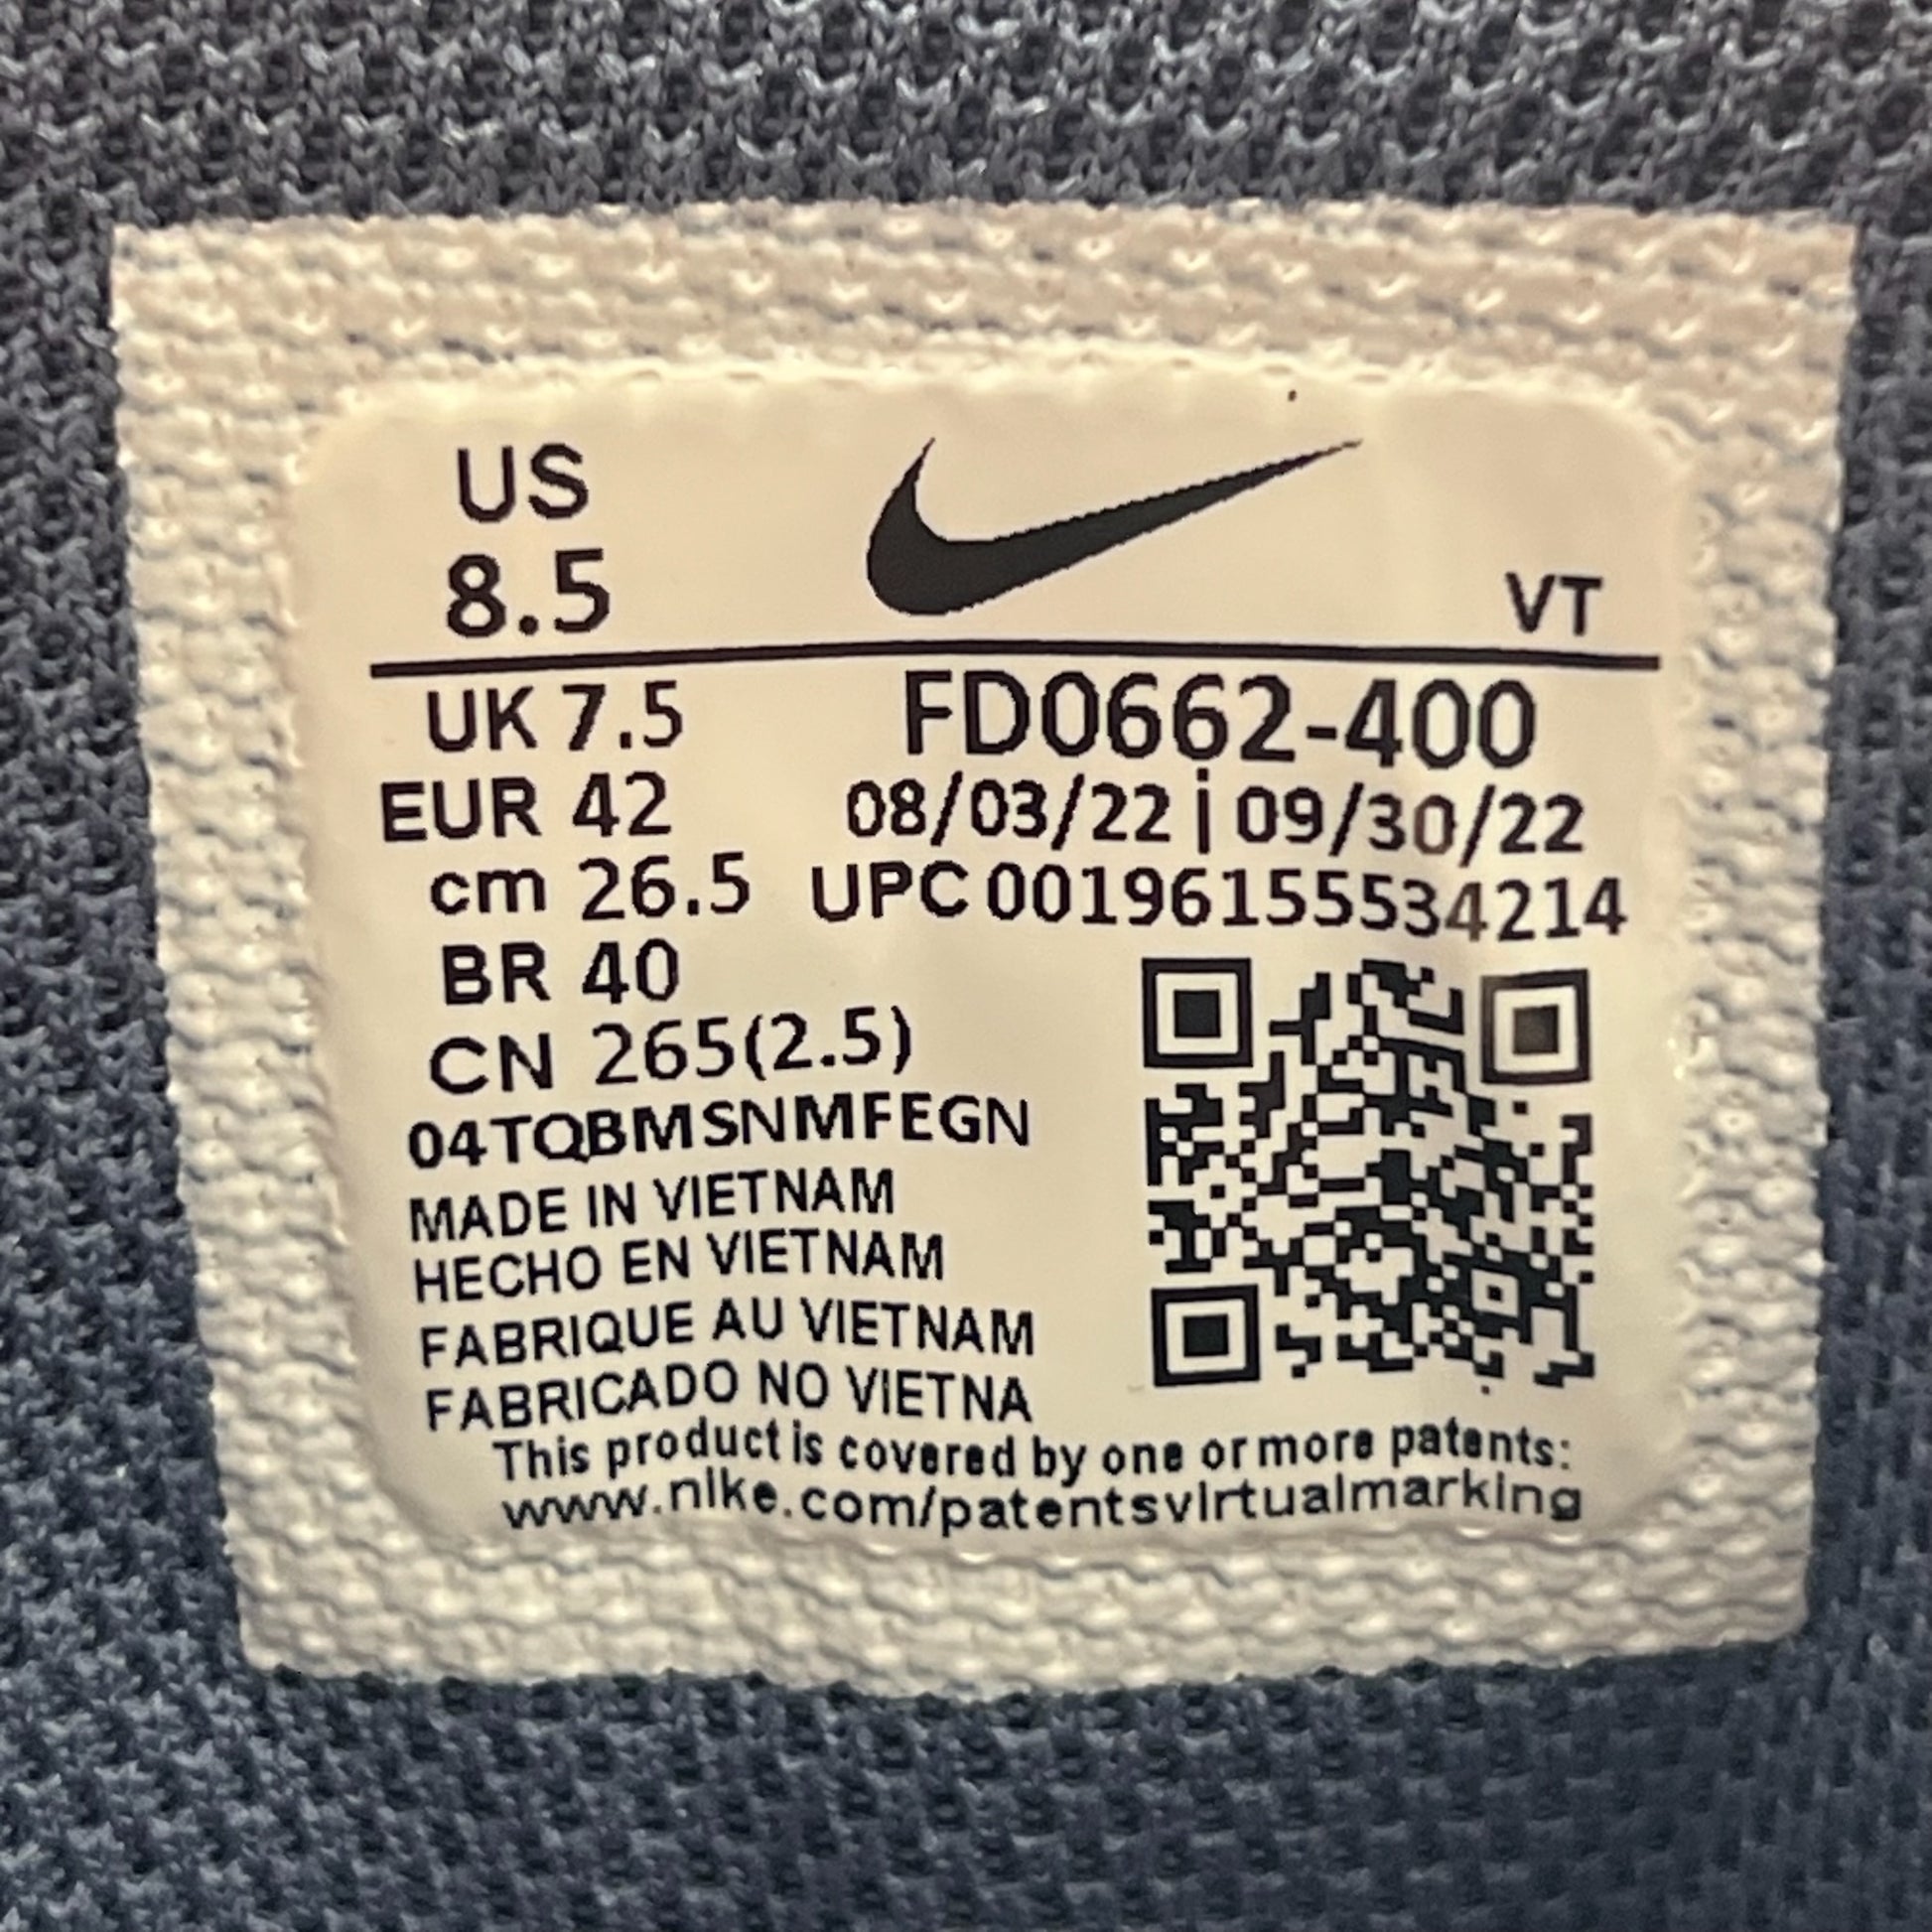 US
8.5
VT
UK 7.5
FD0662-400
EUR 42
08/03/22 | 09/30/22
cm 26.5
UPC 00196155534214
BR 40
CN 265(2.5)
04TQBMSNMFEGN
MADE IN VIETNAM
HECHO EN VIETNAM
FABRIQUE AU VIETNAM
FABRICADO NO VIETNA
This product is covered by one or more patents:
www.nike.com/patentsvirtualmarking